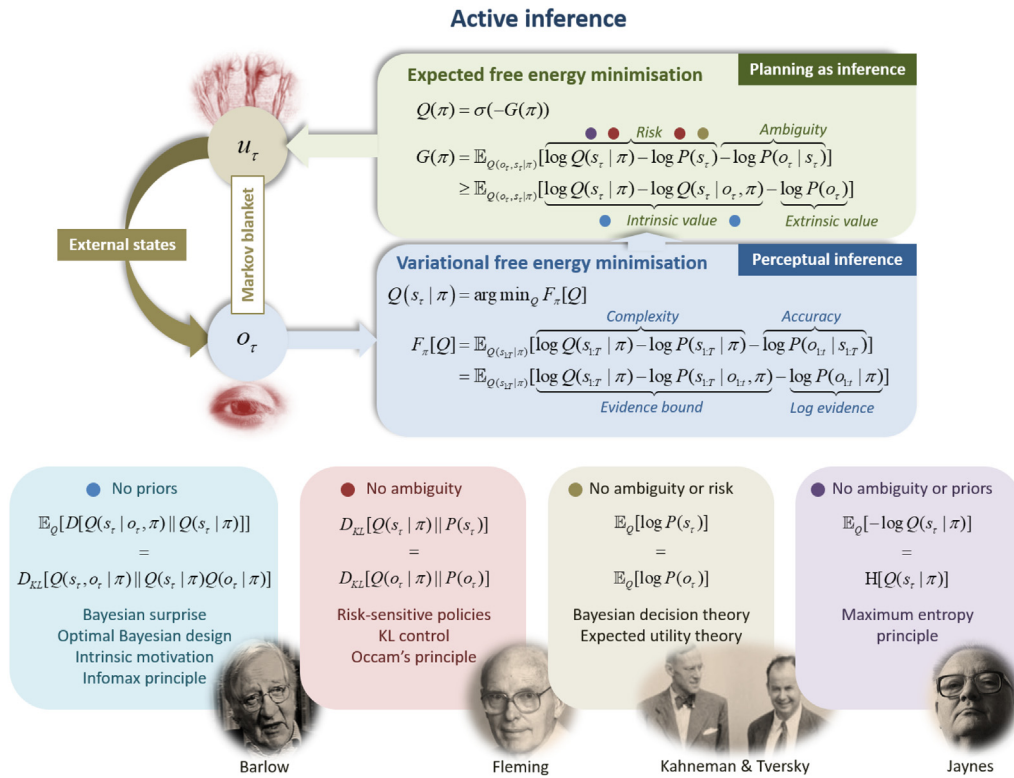 Active inference
Expected free energy minimisation
Planning as inference
Q(π) = σ(−G(π))
Risk
Ambiguity
G(π) = 𝔼_{Q(o_τ, s_τ|π)}[log Q(s_τ | π) − log P(s_τ) − log P(o_τ | s_τ)]
≥ 𝔼_{Q(o_τ, s_τ|π)}[log Q(s_τ | π) − log Q(s_τ | o_τ, π) − log P(o_τ)]
Intrinsic value
Extrinsic value
u_τ
External states
Markov blanket
o_τ
Variational free energy minimisation
Perceptual inference
Q(s_τ | π) = arg min_Q F_π[Q]
Complexity
Accuracy
F_π[Q] = 𝔼_{Q(s_{1:T}|π)}[log Q(s_{1:T} | π) − log P(s_{1:T} | π) − log P(o_{1:t} | s_{1:T})]
= 𝔼_{Q(s_{1:T}|π)}[log Q(s_{1:T} | π) − log P(s_{1:T} | o_{1:t}, π) − log P(o_{1:t} | π)]
Evidence bound
Log evidence
No priors
𝔼_Q[D[Q(s_τ | o_τ, π) || Q(s_τ | π)]]
=
D_{KL}[Q(s_τ, o_τ | π) || Q(s_τ | π)Q(o_τ | π)]
Bayesian surprise
Optimal Bayesian design
Intrinsic motivation
Infomax principle
Barlow
No ambiguity
D_{KL}[Q(s_τ | π) || P(s_τ)]
=
D_{KL}[Q(o_τ | π) || P(o_τ)]
Risk-sensitive policies
KL control
Occam's principle
Fleming
No ambiguity or risk
𝔼_Q[log P(s_τ)]
=
𝔼_Q[log P(o_τ)]
Bayesian decision theory
Expected utility theory
Kahneman & Tversky
No ambiguity or priors
𝔼_Q[−log Q(s_τ | π)]
=
H[Q(s_τ | π)]
Maximum entropy
principle
Jaynes